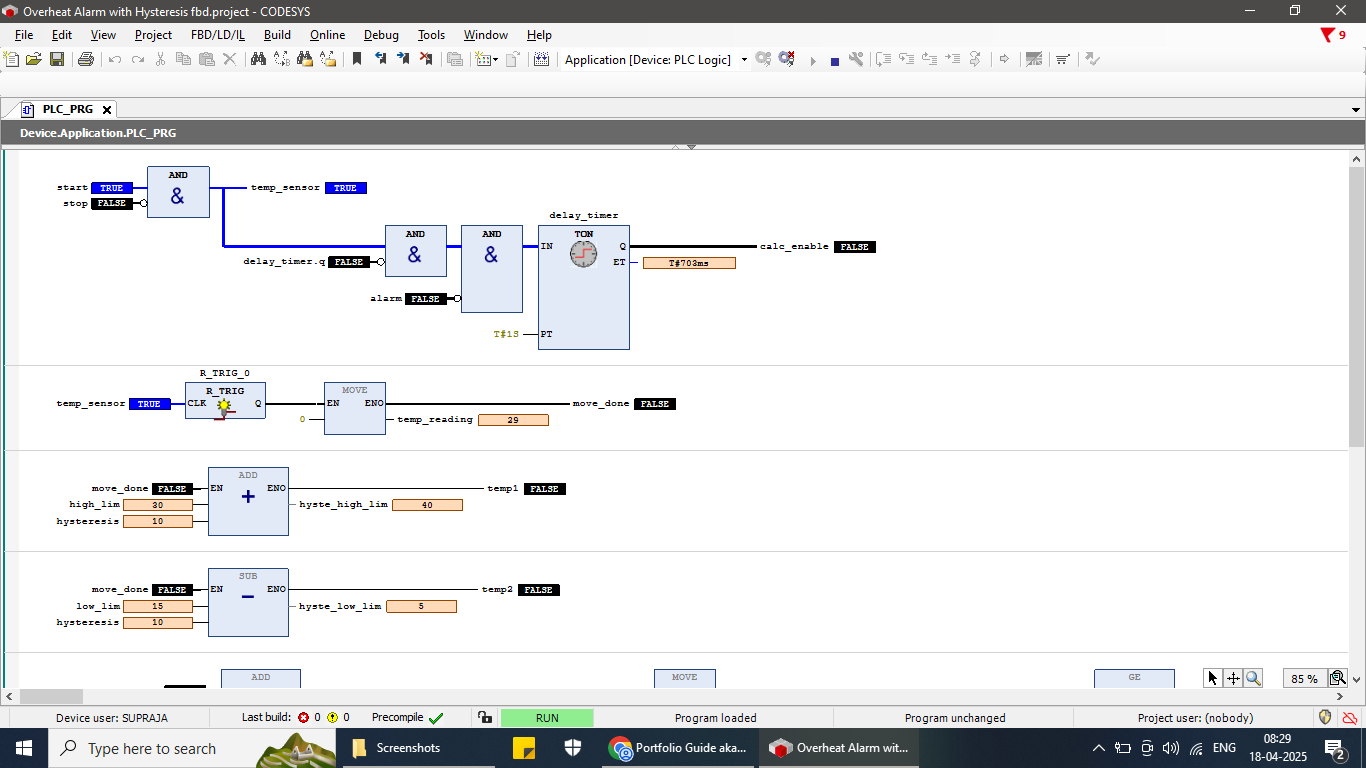 Overheat Alarm with Hysteresis fbd.project - CODESYS
File Edit View Project FBD/LD/IL Build Online Debug Tools Window Help
9
Application [Device: PLC Logic]
PLC_PRG
Device.Application.PLC_PRG
AND
start TRUE & temp_sensor TRUE
stop FALSE
delay_timer
AND AND TON
& & IN Q calc_enable FALSE
delay_timer.q FALSE ET T#703ms
alarm FALSE
T#1S PT
R_TRIG_0
R_TRIG MOVE
temp_sensor TRUE CLK Q EN ENO move_done FALSE
0 temp_reading 29
ADD
move_done FALSE EN ENO temp1 FALSE
+
high_lim 30 hyste_high_lim 40
hysteresis 10
SUB
move_done FALSE EN ENO temp2 FALSE
–
low_lim 15 hyste_low_lim 5
hysteresis 10
ADD MOVE GE
85 %
Device user: SUPRAJA Last build: 0 0 Precompile RUN Program loaded Program unchanged Project user: (nobody)
Type here to search Screenshots Portfolio Guide aka... Overheat Alarm wit... ENG 08:29
18-04-2025 2